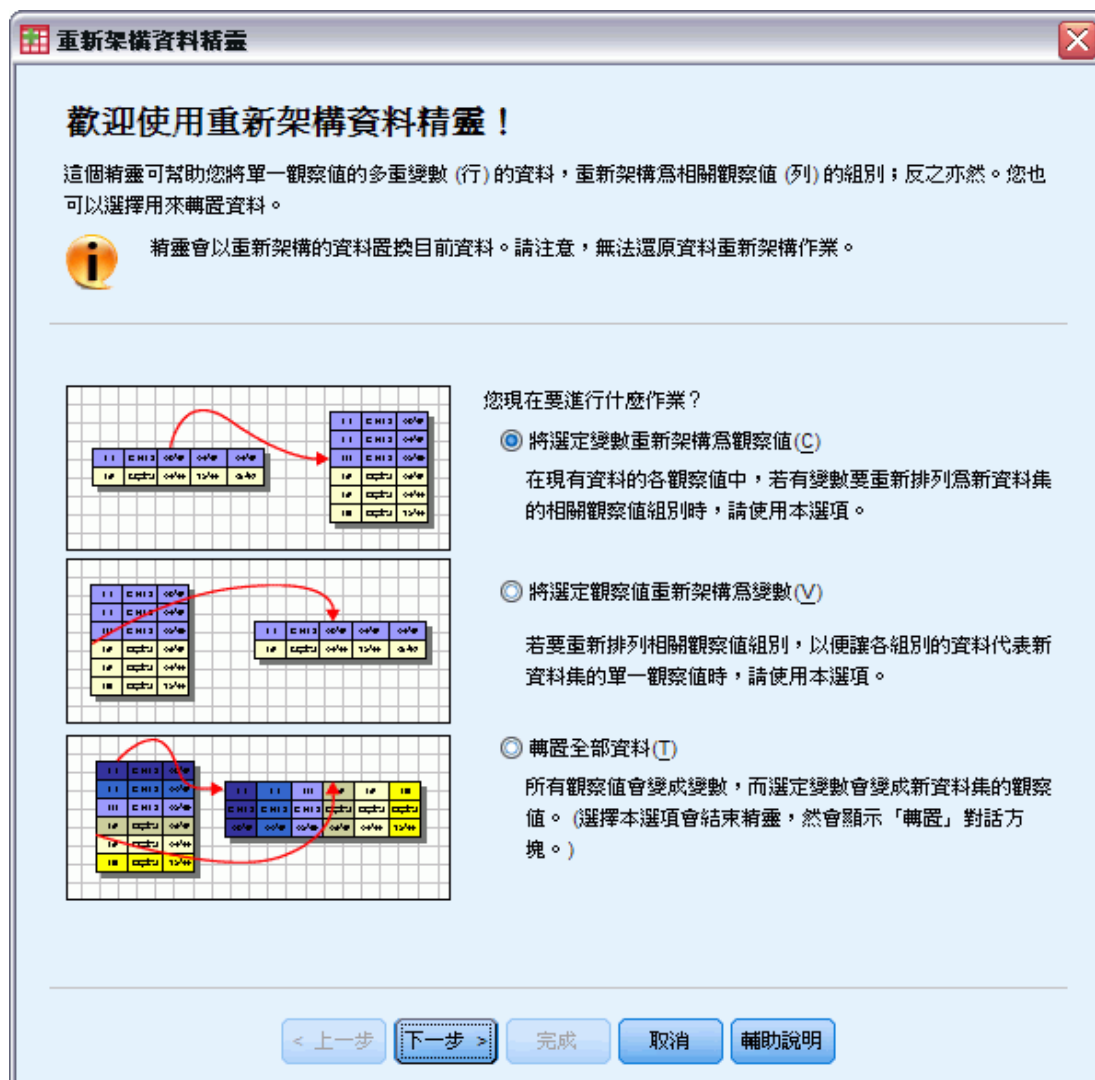 重新架構資料精靈
歡迎使用重新架構資料精靈！
這個精靈可幫助您將單一觀察值的多重變數 (行) 的資料，重新架構為相關觀察值 (列) 的組別；反之亦然。您也
可以選擇用來轉置資料。
精靈會以重新架構的資料置換目前資料。請注意，無法還原資料重新架構作業。
您現在要進行什麼作業？
將選定變數重新架構為觀察值(C)
在現有資料的各觀察值中，若有變數要重新排列為新資料集
的相關觀察值組別時，請使用本選項。
將選定觀察值重新架構為變數(V)
若要重新排列相關觀察值組別，以便讓各組別的資料代表新
資料集的單一觀察值時，請使用本選項。
轉置全部資料(T)
所有觀察值會變成變數，而選定變數會變成新資料集的觀察
值。 (選擇本選項會結束精靈，然會顯示「轉置」對話方
塊。)
< 上一步
下一步 >
完成
取消
輔助說明